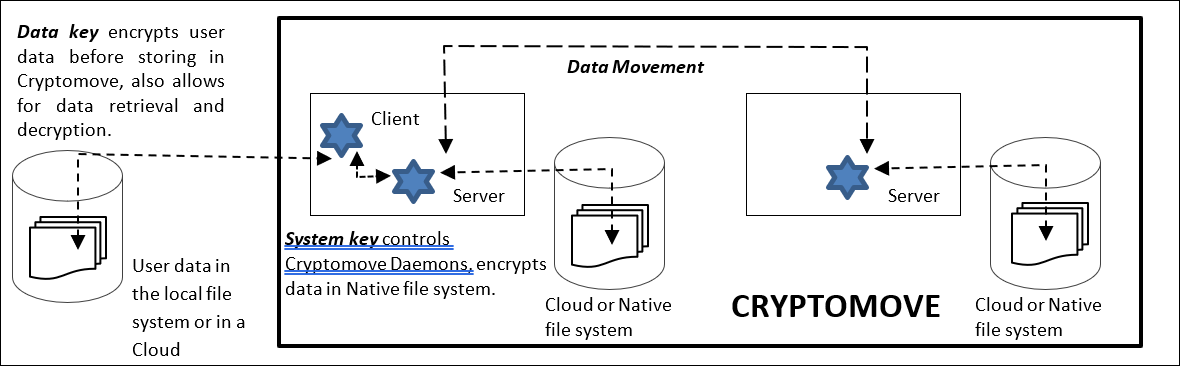 Data key encrypts user
data before storing in
Cryptomove, also allows
for data retrieval and
decryption.
Data Movement
Client
Server
Server
System key controls
Cryptomove Daemons, encrypts
data in Native file system.
User data in
the local file
system or in a
Cloud
Cloud or Native
file system
CRYPTOMOVE
Cloud or Native
file system